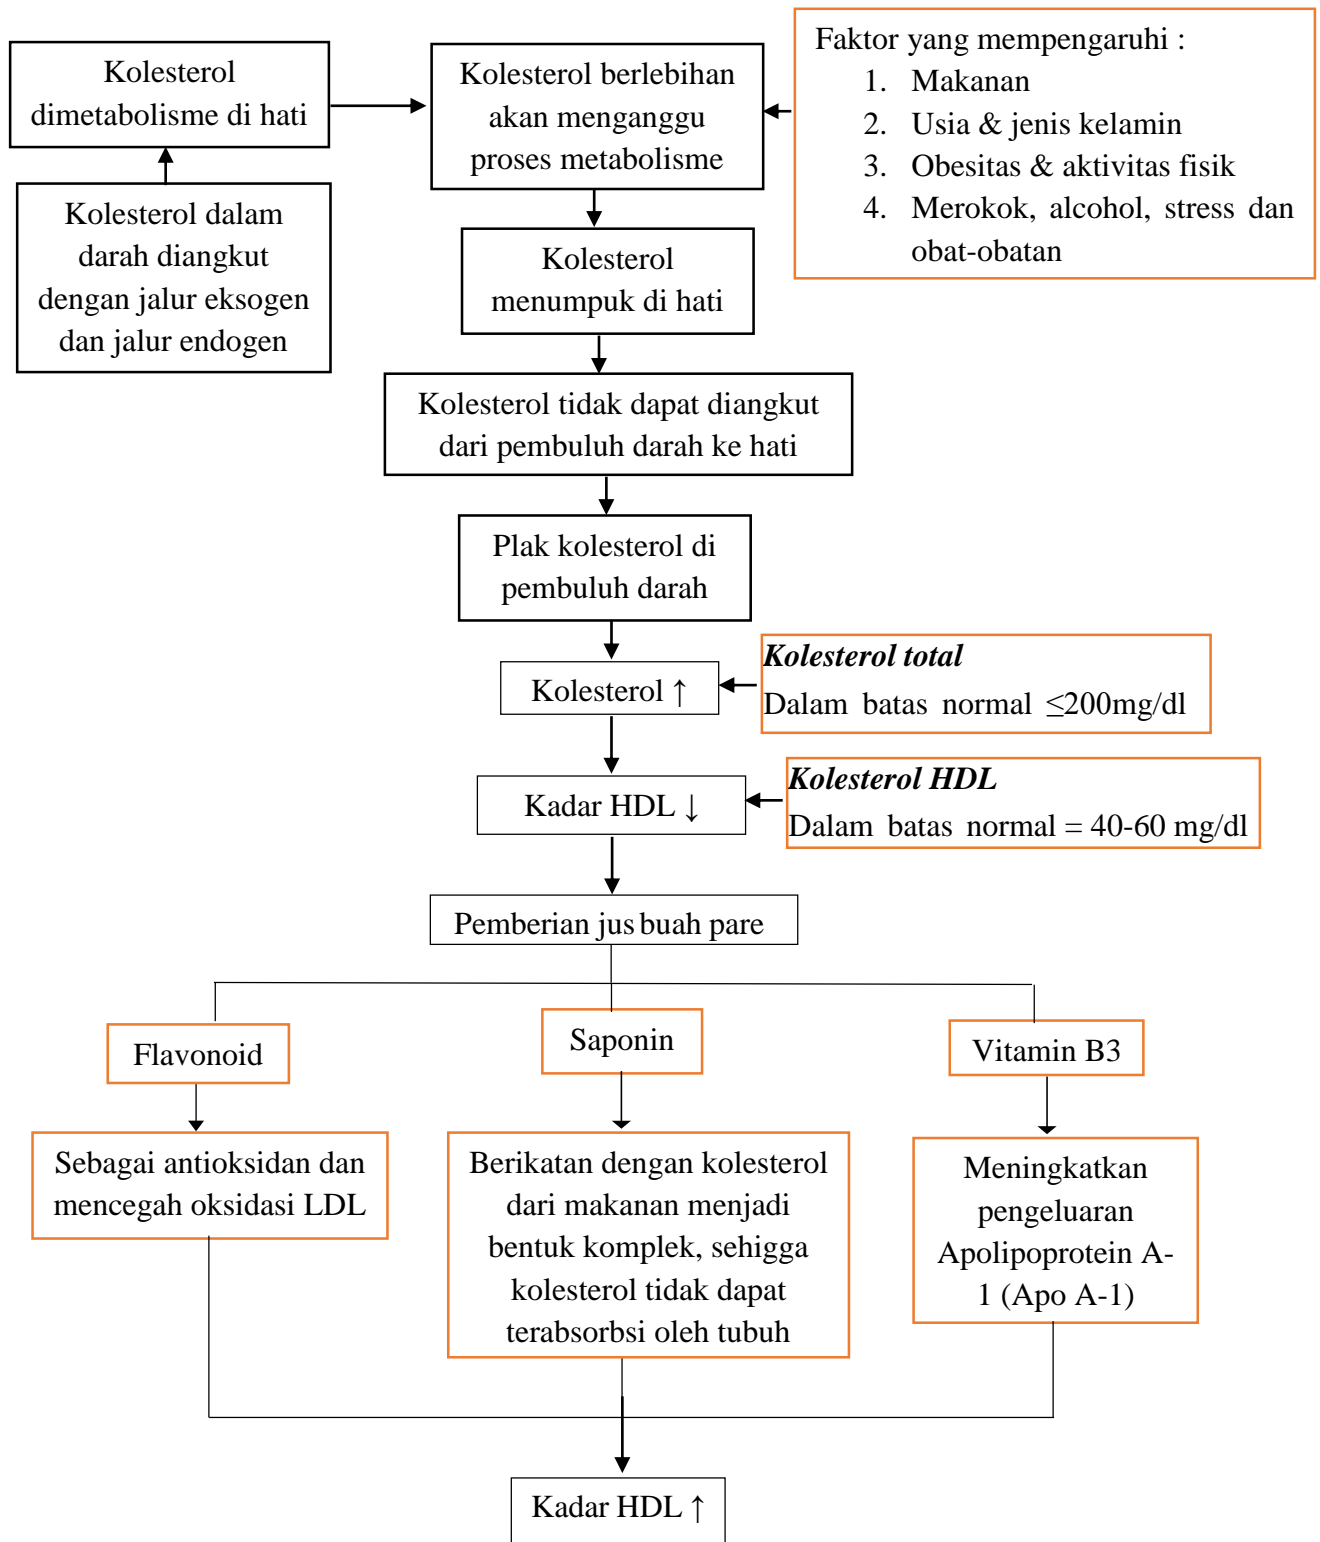 Kolesterol
dimetabolisme di hati
Kolesterol berlebihan
akan menganggu
proses metabolisme
Faktor yang mempengaruhi :
1. Makanan
2. Usia & jenis kelamin
3. Obesitas & aktivitas fisik
4. Merokok, alcohol, stress dan
obat-obatan
Kolesterol dalam
darah diangkut
dengan jalur eksogen
dan jalur endogen
Kolesterol
menumpuk di hati
Kolesterol tidak dapat diangkut
dari pembuluh darah ke hati
Plak kolesterol di
pembuluh darah
Kolesterol ↑
Kolesterol total
Dalam batas normal ≤200mg/dl
Kadar HDL ↓
Kolesterol HDL
Dalam batas normal = 40-60 mg/dl
Pemberian jus buah pare
Flavonoid
Saponin
Vitamin B3
Sebagai antioksidan dan
mencegah oksidasi LDL
Berikatan dengan kolesterol
dari makanan menjadi
bentuk komplek, sehigga
kolesterol tidak dapat
terabsorbsi oleh tubuh
Meningkatkan
pengeluaran
Apolipoprotein A-
1 (Apo A-1)
Kadar HDL ↑